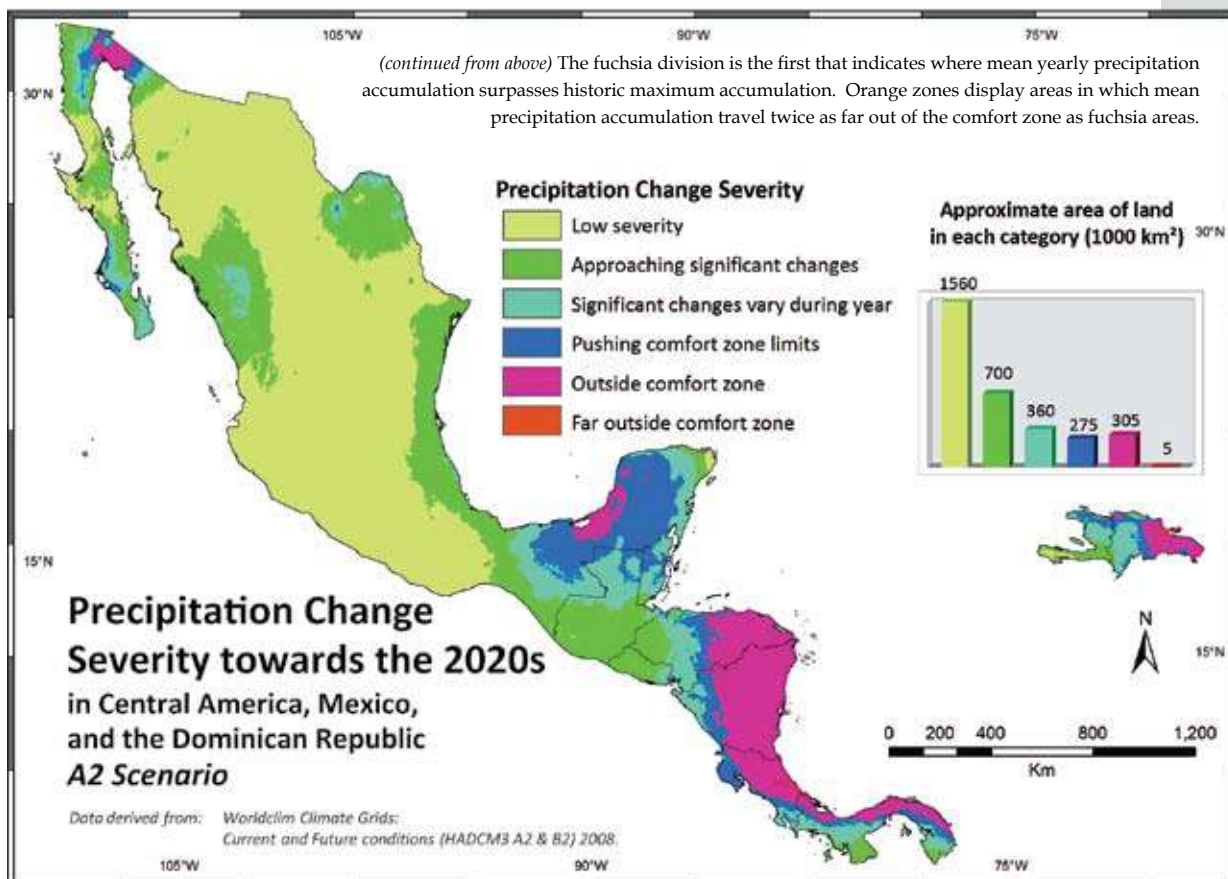 105°W
90°W
75°W
(continued from above) The fuchsia division is the first that indicates where mean yearly precipitation
accumulation surpasses historic maximum accumulation. Orange zones display areas in which mean
precipitation accumulation travel twice as far out of the comfort zone as fuchsia areas.
30°N
Precipitation Change Severity
Low severity
Approaching significant changes
Significant changes vary during year
Pushing comfort zone limits
Outside comfort zone
Far outside comfort zone
Approximate area of land
in each category (1000 km²)
30°N
1560
700
360
275
305
5
15°N
Precipitation Change
Severity towards the 2020s
in Central America, Mexico,
and the Dominican Republic
A2 Scenario
N
15°N
0 200 400 800 1,200
Km
Data derived from: Worldclim Climate Grids:
Current and Future conditions (HADCM3 A2 & B2) 2008.
105°W
90°W
75°W